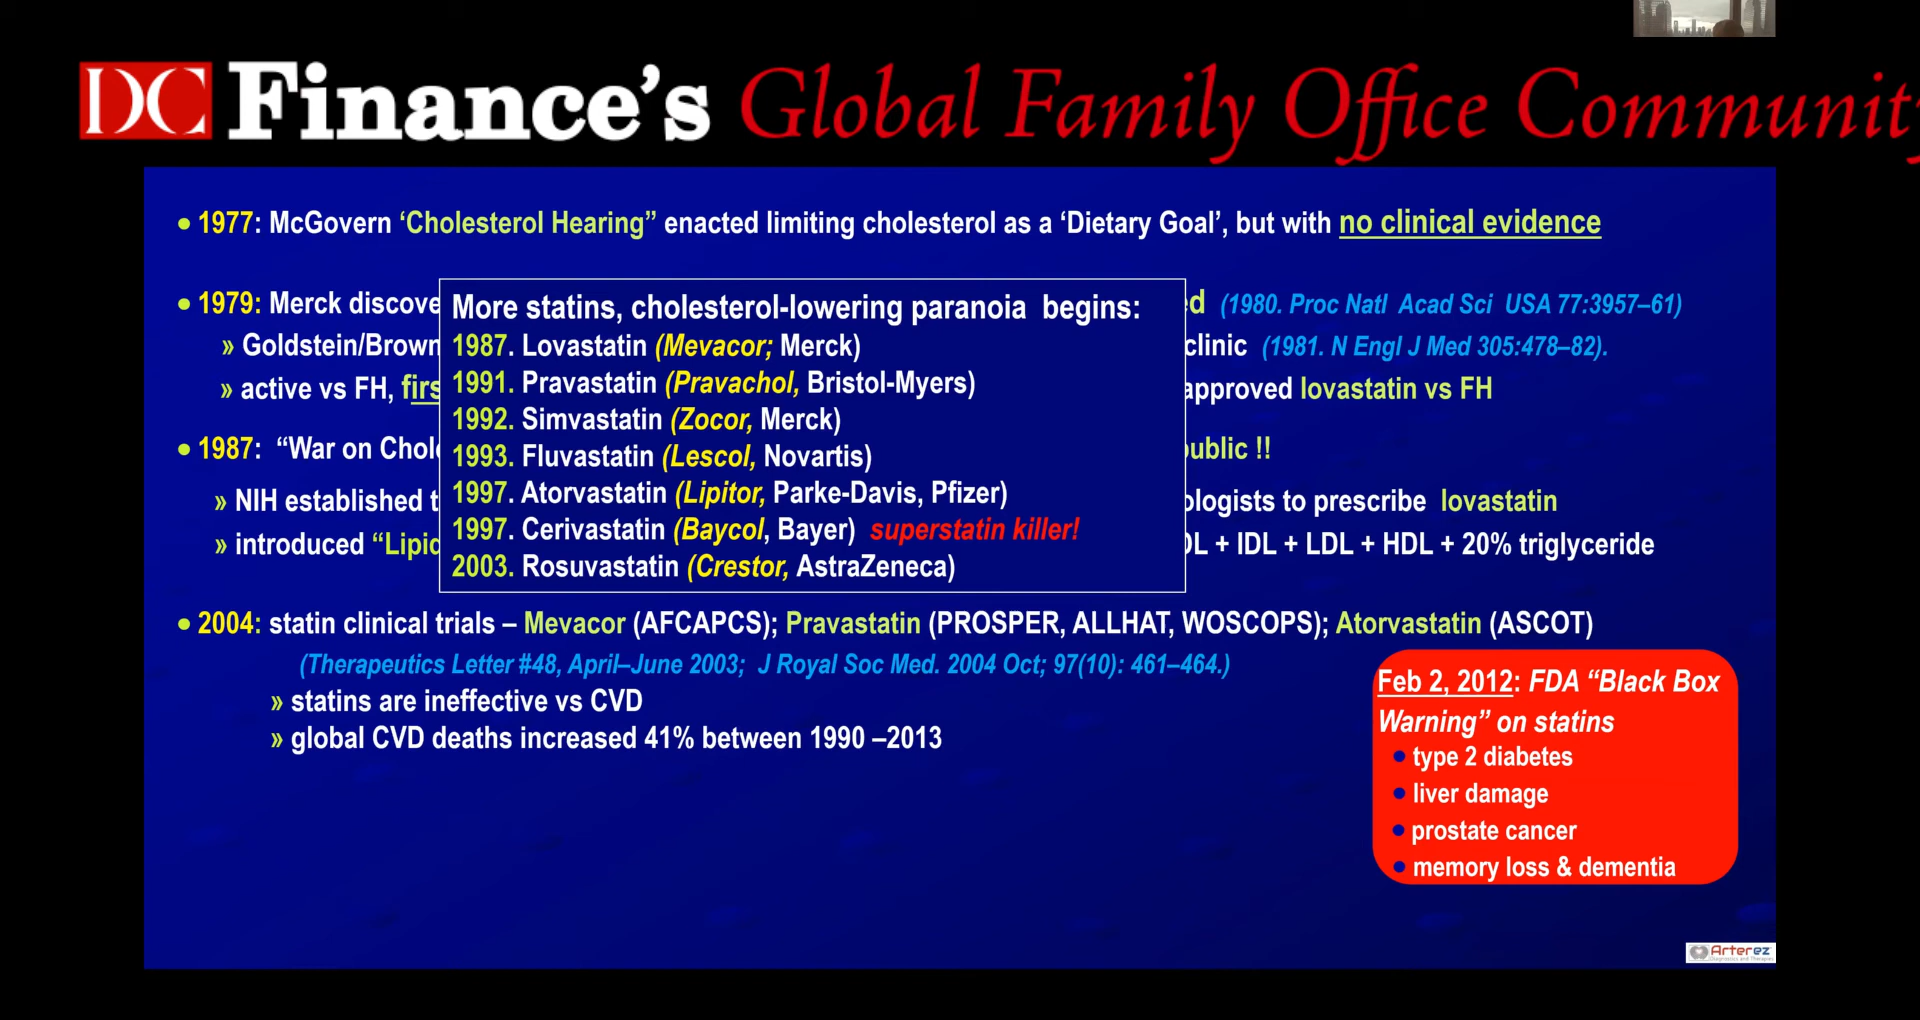 DC Finance's Global Family Office Community
• 1977: McGovern ‘Cholesterol Hearing” enacted limiting cholesterol as a ‘Dietary Goal’, but with no clinical evidence
• 1979: Merck discove
ed (1980. Proc Natl Acad Sci USA 77:3957–61)
» Goldstein/Brown
clinic (1981. N Engl J Med 305:478–82).
» active vs FH, firs
approved lovastatin vs FH
• 1987: “War on Chol
ublic !!
» NIH established t
ologists to prescribe lovastatin
» introduced “Lipid
DL + IDL + LDL + HDL + 20% triglyceride
More statins, cholesterol-lowering paranoia begins:
1987. Lovastatin (Mevacor; Merck)
1991. Pravastatin (Pravachol, Bristol-Myers)
1992. Simvastatin (Zocor, Merck)
1993. Fluvastatin (Lescol, Novartis)
1997. Atorvastatin (Lipitor, Parke-Davis, Pfizer)
1997. Cerivastatin (Baycol, Bayer) superstatin killer!
2003. Rosuvastatin (Crestor, AstraZeneca)
• 2004: statin clinical trials – Mevacor (AFCAPCS); Pravastatin (PROSPER, ALLHAT, WOSCOPS); Atorvastatin (ASCOT)
(Therapeutics Letter #48, April–June 2003; J Royal Soc Med. 2004 Oct; 97(10): 461–464.)
» statins are ineffective vs CVD
» global CVD deaths increased 41% between 1990 –2013
Feb 2, 2012: FDA “Black Box
Warning” on statins
• type 2 diabetes
• liver damage
• prostate cancer
• memory loss & dementia
Arterez
Diagnostics and Therapies